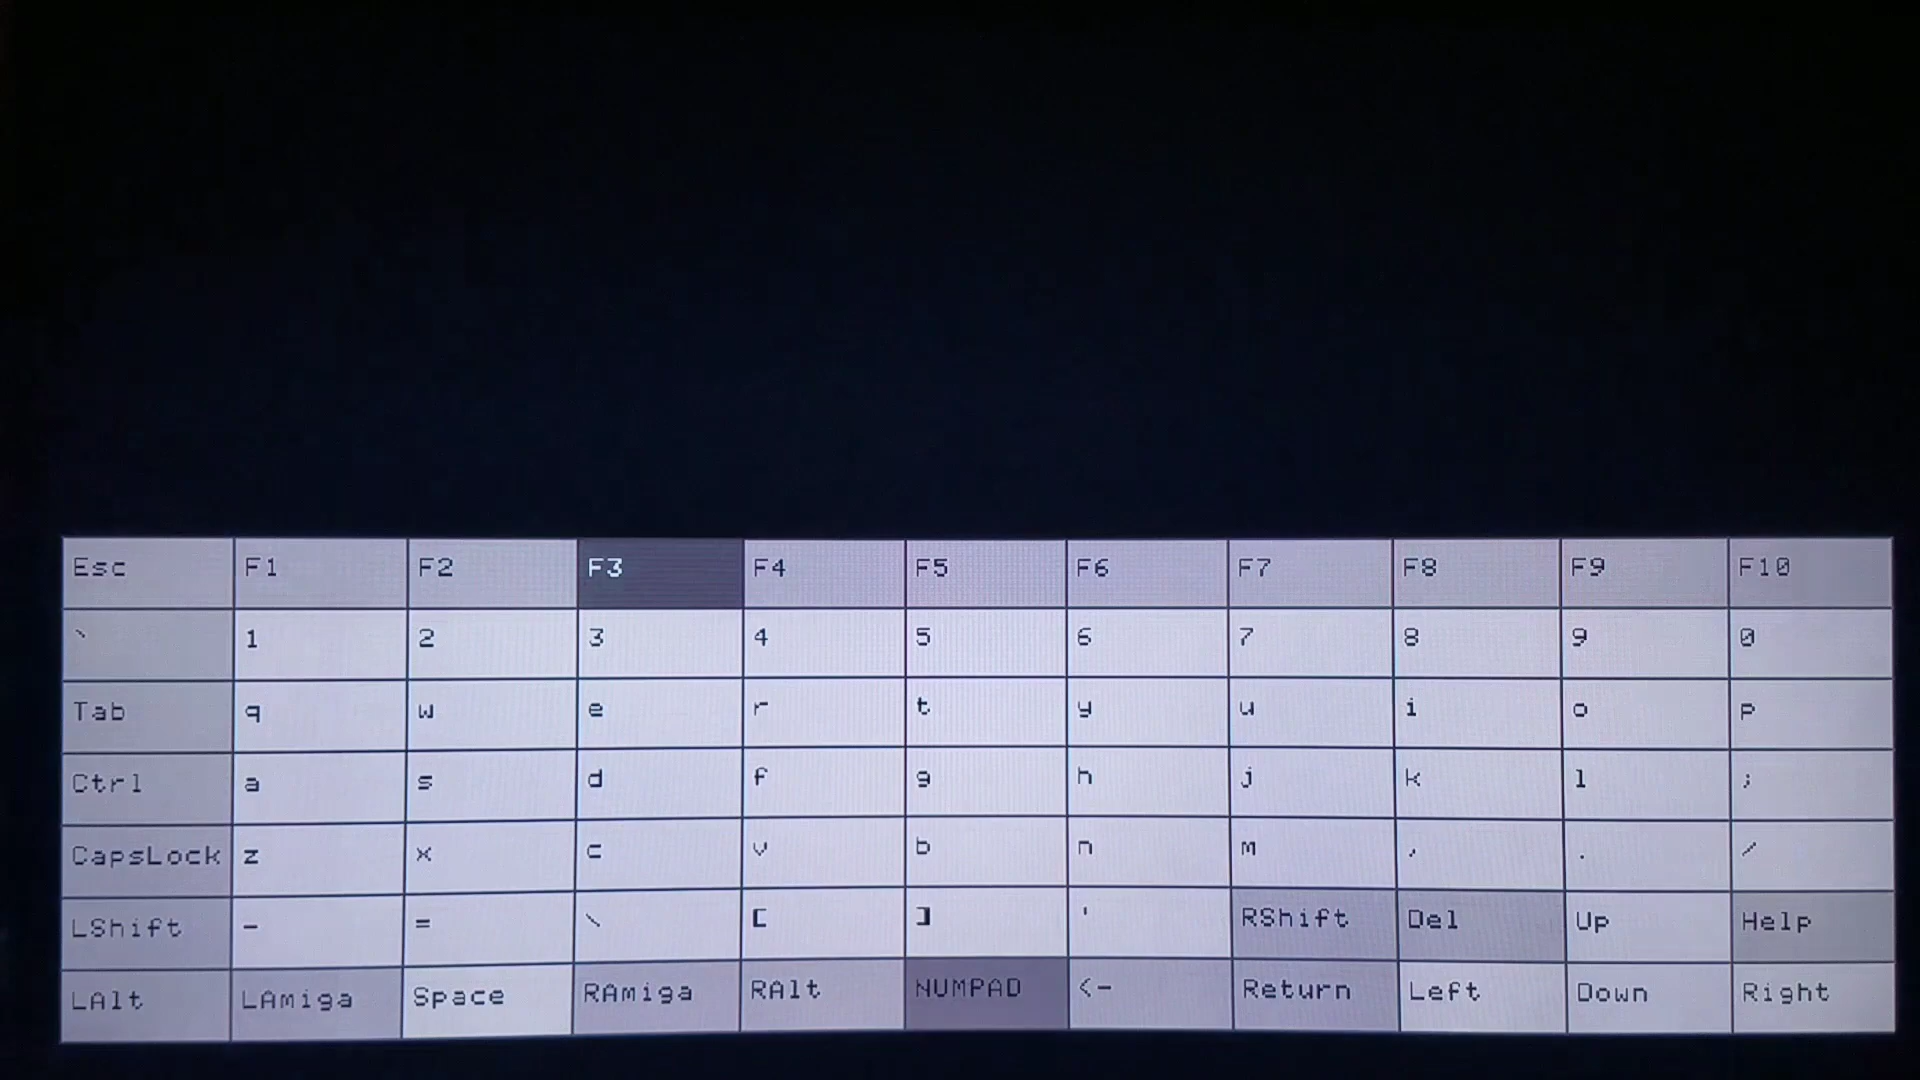 Esc F1 F2 F3 F4 F5 F6 F7 F8 F9 F10
` 1 2 3 4 5 6 7 8 9 0
Tab q w e r t y u i o p
Ctrl a s d f g h j k l ;
CapsLock z x c v b n m , . /
LShift - = \ [ ] ' RShift Del Up Help
LAlt LAmiga Space RAmiga RAlt NUMPAD <- Return Left Down Right